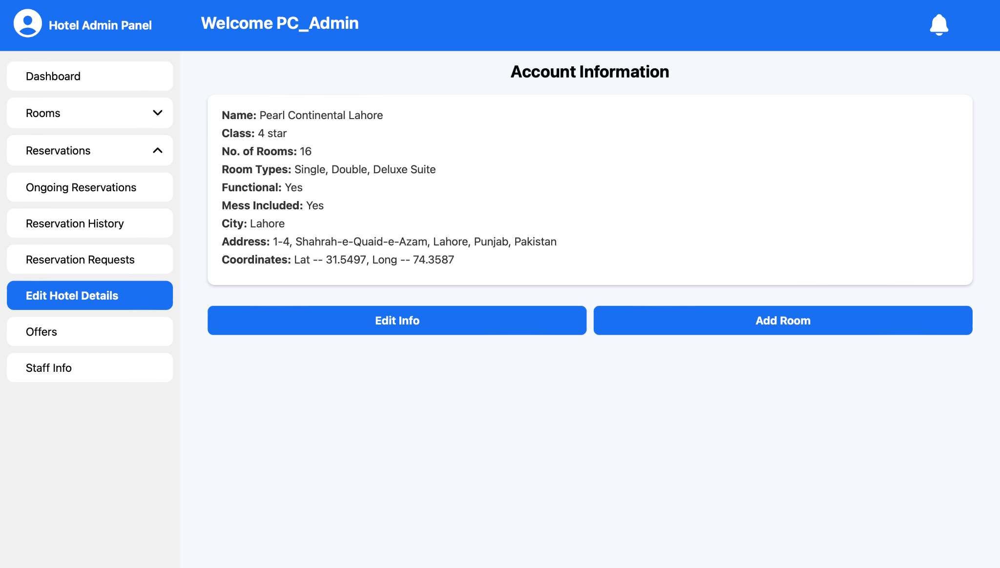 Hotel Admin Panel
Welcome PC_Admin
Dashboard
Rooms
Reservations
Ongoing Reservations
Reservation History
Reservation Requests
Edit Hotel Details
Offers
Staff Info
Account Information
Name: Pearl Continental Lahore
Class: 4 star
No. of Rooms: 16
Room Types: Single, Double, Deluxe Suite
Functional: Yes
Mess Included: Yes
City: Lahore
Address: 1-4, Shahrah-e-Quaid-e-Azam, Lahore, Punjab, Pakistan
Coordinates: Lat -- 31.5497, Long -- 74.3587
Edit Info
Add Room